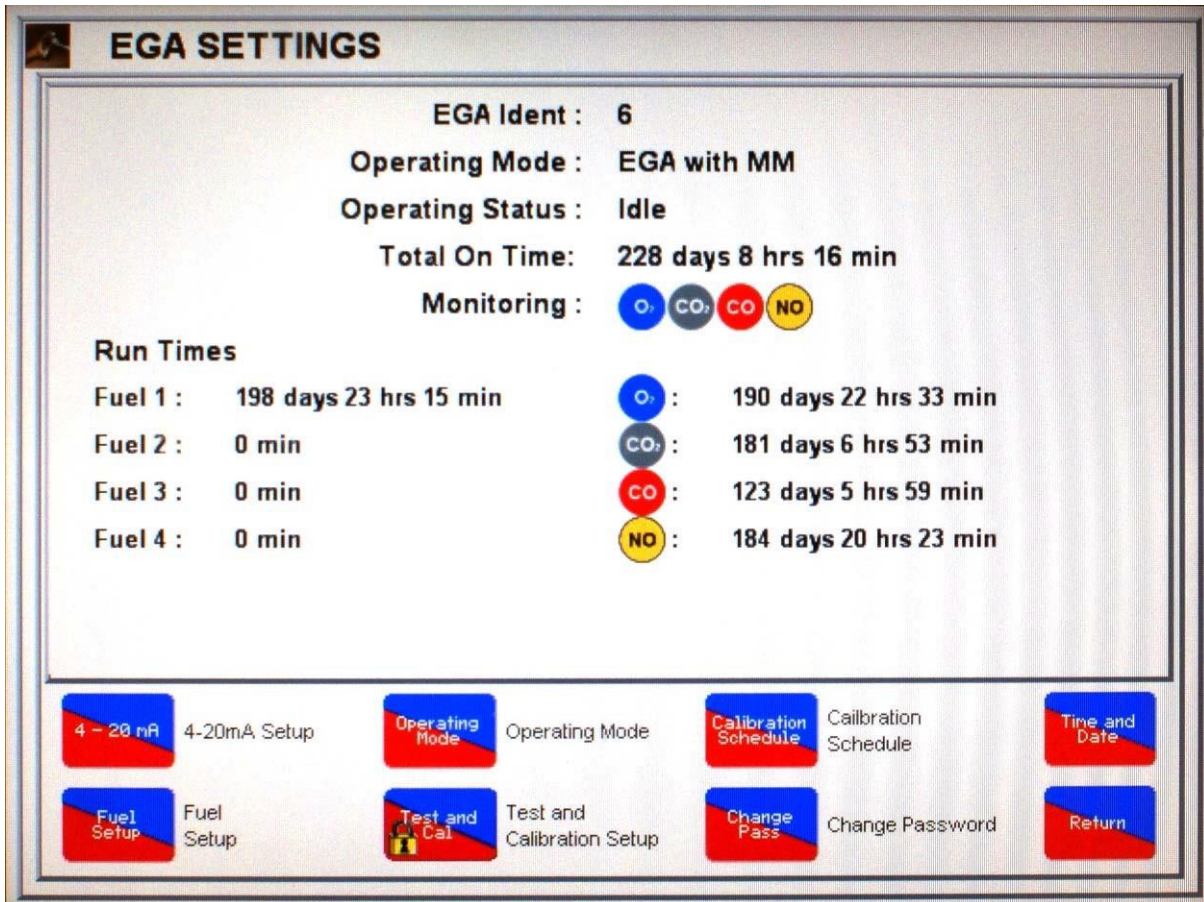 EGA SETTINGS
EGA Ident : 6
Operating Mode : EGA with MM
Operating Status : Idle
Total On Time: 228 days 8 hrs 16 min
Monitoring : O₂ CO₂ CO NO
Run Times
Fuel 1 : 198 days 23 hrs 15 min O₂ : 190 days 22 hrs 33 min
Fuel 2 : 0 min CO₂ : 181 days 6 hrs 53 min
Fuel 3 : 0 min CO : 123 days 5 hrs 59 min
Fuel 4 : 0 min NO : 184 days 20 hrs 23 min
4 - 20 mA
4-20mA Setup
Operating
Mode
Operating Mode
Calibration
Schedule
Cailbration
Schedule
Time and
Date
Fuel
Setup
Fuel
Setup
Test and
Cal
Test and
Calibration Setup
Change
Pass
Change Password
Return